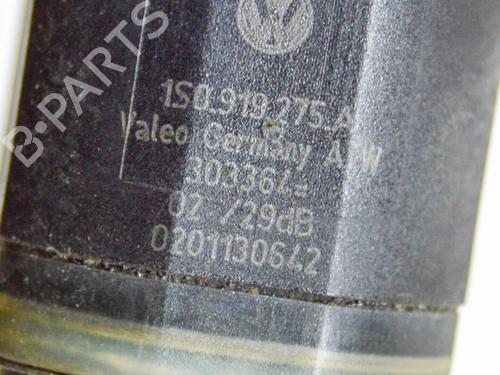 B-PARTS
1S0.919.275.A
Valeo Germany
303364
02 /29dB
0201130642